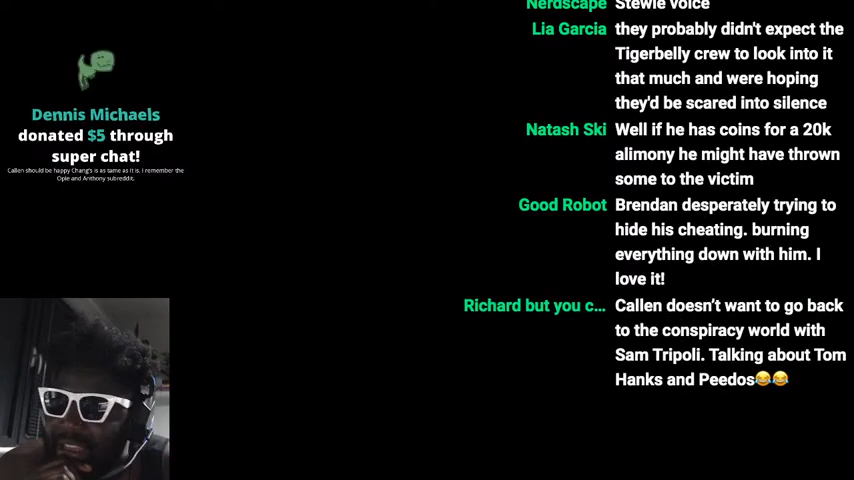 Nerdscape Stewie voice
Lia Garcia they probably didn't expect the
Tigerbelly crew to look into it
that much and were hoping
they'd be scared into silence
Natash Ski Well if he has coins for a 20k
alimony he might have thrown
some to the victim
Good Robot Brendan desperately trying to
hide his cheating. burning
everything down with him. I
love it!
Richard but you c... Callen doesn’t want to go back
to the conspiracy world with
Sam Tripoli. Talking about Tom
Hanks and Peedos😂😂
Dennis Michaels
donated $5 through
super chat!
Callen should be happy Chang's is as tame as it is. I remember the
Opie and Anthony subreddit.